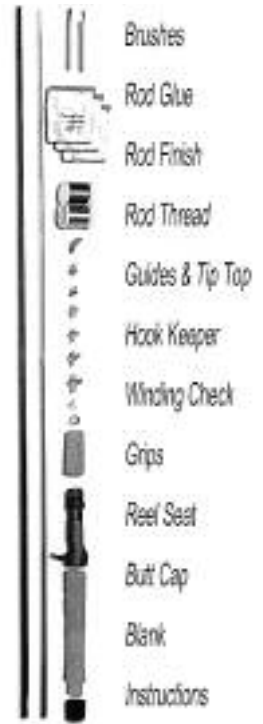 Brushes
Rod Glue
Rod Finish
Rod Thread
Guides & Tip Top
Hook Keeper
Winding Check
Grips
Reel Seat
Butt Cap
Blank
Instructions